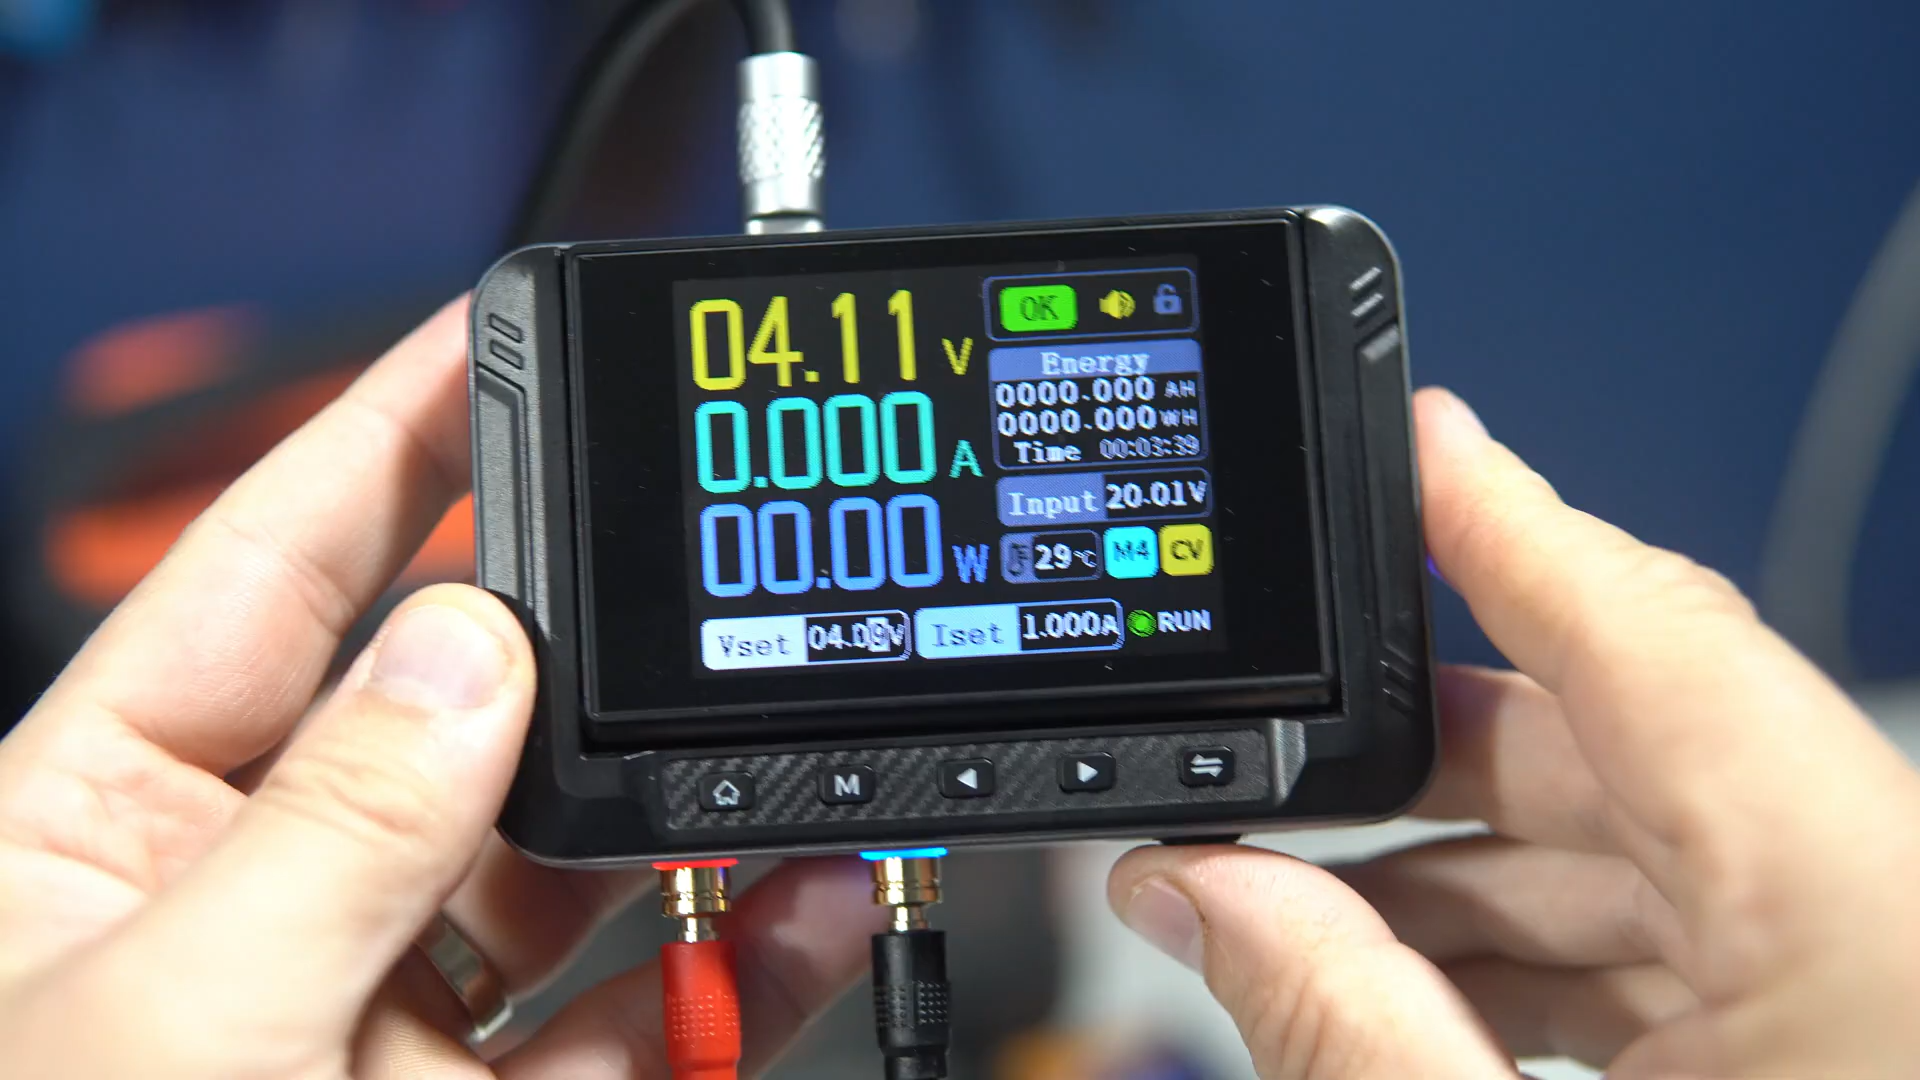 04.11 V
0.000 A
00.00 W
OK
Energy
0000.000 AH
0000.000 WH
Time 00:03:39
Input 20.01V
29℃ M4 CV
Vset 04.09V Iset 1.000A RUN
M